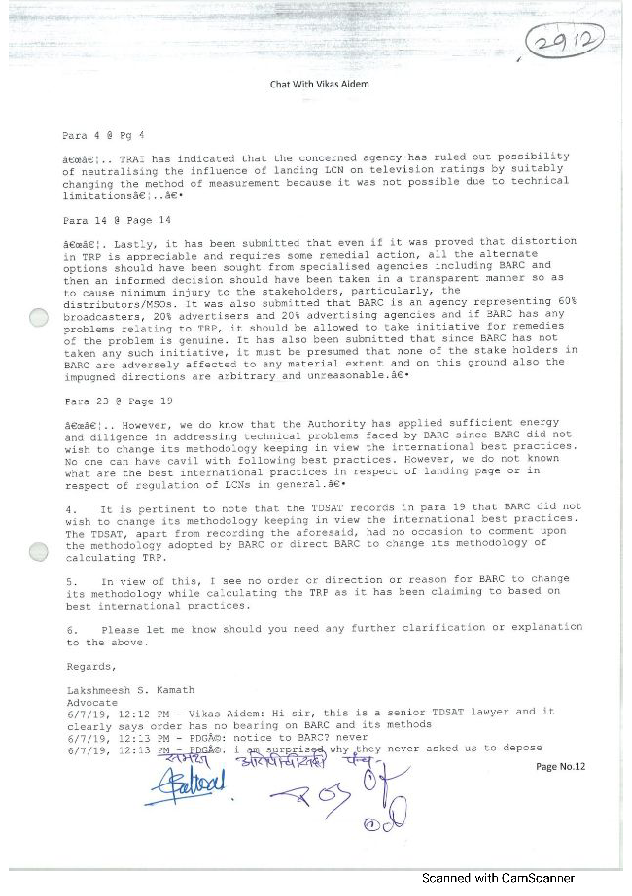 2912
Chat With Vikas Aidem
Para 4 @ Pg 4
“….. TRAI has indicated that the concerned agency has ruled out possibility
of neutralising the influence of landing LCN on television ratings by suitably
changing the method of measurement because it was not possible due to technical
limitations…..â€•
Para 14 @ Page 14
“…. Lastly, it has been submitted that even if it was proved that distortion
in TRP is appreciable and requires some remedial action, all the alternate
options should have been sought from specialised agencies including BARC and
then an informed decision should have been taken in a transparent manner so as
to cause minimum injury to the stakeholders, particularly, the
distributors/MSOs. It was also submitted that BARC is an agency representing 60%
broadcasters, 20% advertisers and 20% advertising agencies and if BARC has any
problems relating to TRP, it should be allowed to take initiative for remedies
of the problem is genuine. It has also been submitted that since BARC has not
taken any such initiative, it must be presumed that none of the stake holders in
BARC are adversely affected to any material extent and on this ground also the
impugned directions are arbitrary and unreasonable.â€•
Para 20 @ Page 19
“….. However, we do know that the Authority has applied sufficient energy
and diligence in addressing technical problems faced by BARC since BARC did not
wish to change its methodology keeping in view the international best practices.
No one can have cavil with following best practices. However, we do not known
what are the best international practices in respect of landing page or in
respect of regulation of LCNs in general.â€•
4. It is pertinent to note that the TDSAT records in para 19 that BARC did not
wish to change its methodology keeping in view the international best practices.
The TDSAT, apart from recording the aforesaid, had no occasion to comment upon
the methodology adopted by BARC or direct BARC to change its methodology of
calculating TRP.
5. In view of this, I see no order or direction or reason for BARC to change
its methodology while calculating the TRP as it has been claiming to based on
best international practices.
6. Please let me know should you need any further clarification or explanation
to the above.
Regards,
Lakshmeesh S. Kamath
Advocate
6/7/19, 12:12 PM - Vikas Aidem: Hi sir, this is a senior TDSAT lawyer and it
clearly says order has no bearing on BARC and its methods
6/7/19, 12:13 PM - PDGÂ©: notice to BARC? never
6/7/19, 12:13 PM - PDGÂ©: i am surprised why they never asked us to depose
समक्ष पंच
Page No.12
Scanned with CamScanner